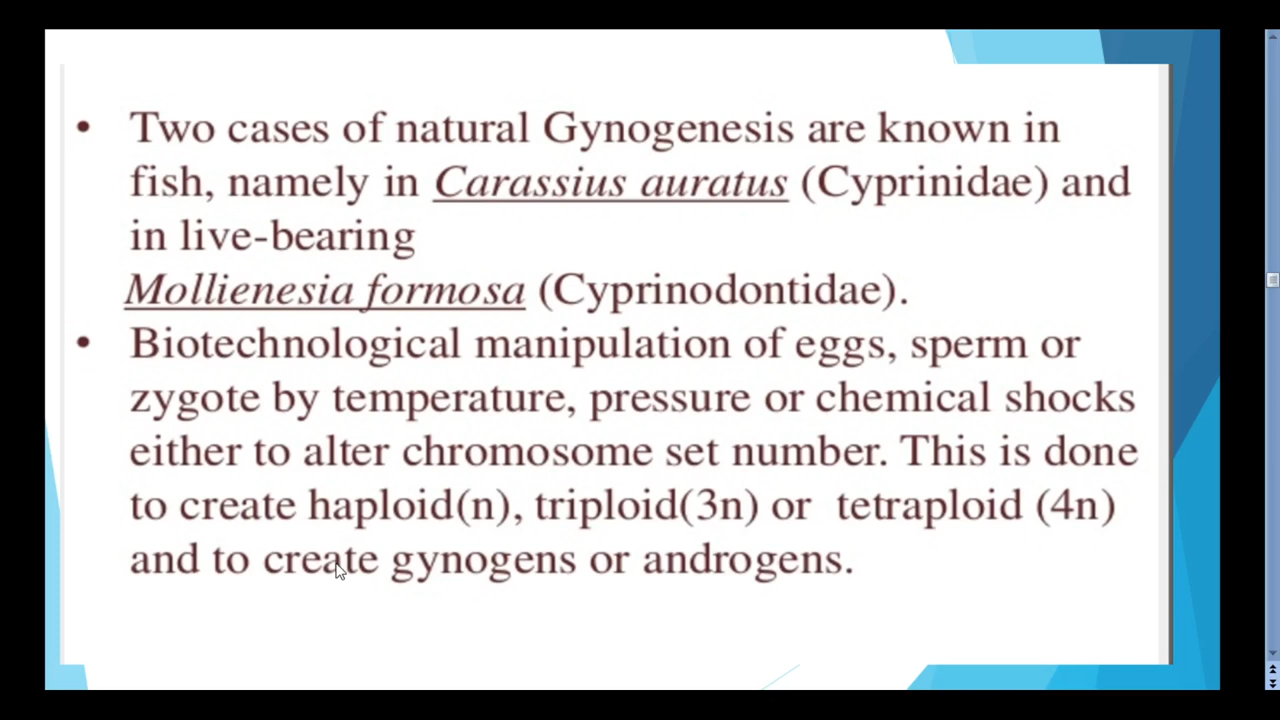 • Two cases of natural Gynogenesis are known in
fish, namely in Carassius auratus (Cyprinidae) and
in live-bearing
Mollienesia formosa (Cyprinodontidae).
• Biotechnological manipulation of eggs, sperm or
zygote by temperature, pressure or chemical shocks
either to alter chromosome set number. This is done
to create haploid(n), triploid(3n) or tetraploid (4n)
and to create gynogens or androgens.